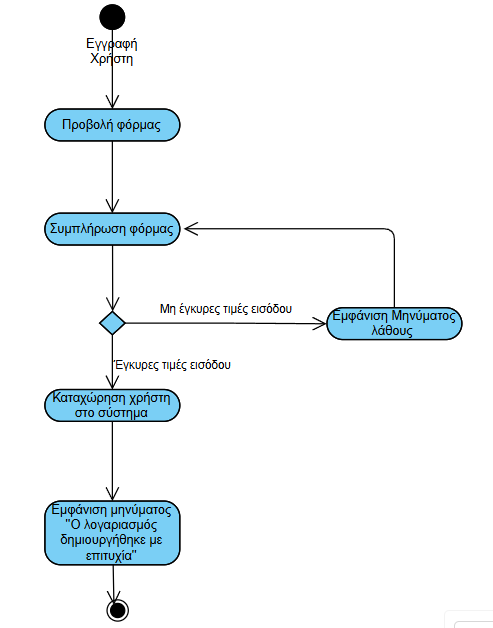 Εγγραφή
Χρήστη
Προβολή φόρμας
Συμπλήρωση φόρμας
Μη έγκυρες τιμές εισόδου
Εμφάνιση Μηνύματος
λάθους
Έγκυρες τιμές εισόδου
Καταχώρηση χρήστη
στο σύστημα
Εμφάνιση μηνύματος
"Ο λογαριασμός
δημιουργήθηκε με
επιτυχία"